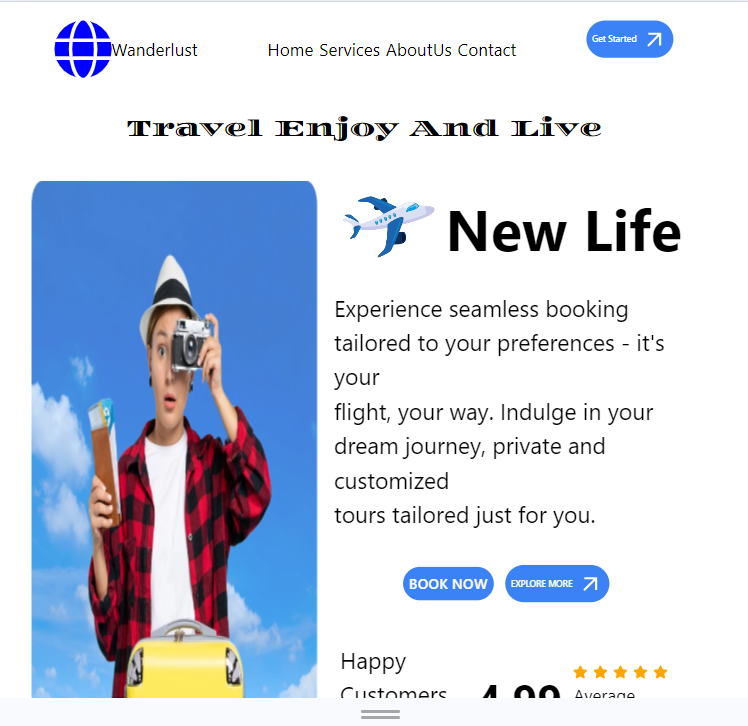 Wanderlust
Home Services AboutUs Contact
Get Started
Travel Enjoy And Live
New Life
Experience seamless booking
tailored to your preferences - it's
your
flight, your way. Indulge in your
dream journey, private and
customized
tours tailored just for you.
BOOK NOW
EXPLORE MORE
Happy
Customers
4.99
Average